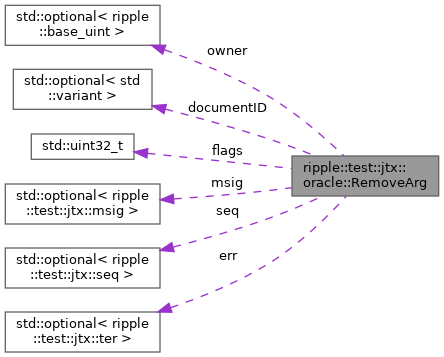 std::optional< ripple
::base_uint >
owner
std::optional< std
::variant >
documentID
std::uint32_t
flags
ripple::test::jtx::
oracle::RemoveArg
std::optional< ripple
::test::jtx::msig >
msig
seq
std::optional< ripple
::test::jtx::seq >
err
std::optional< ripple
::test::jtx::ter >